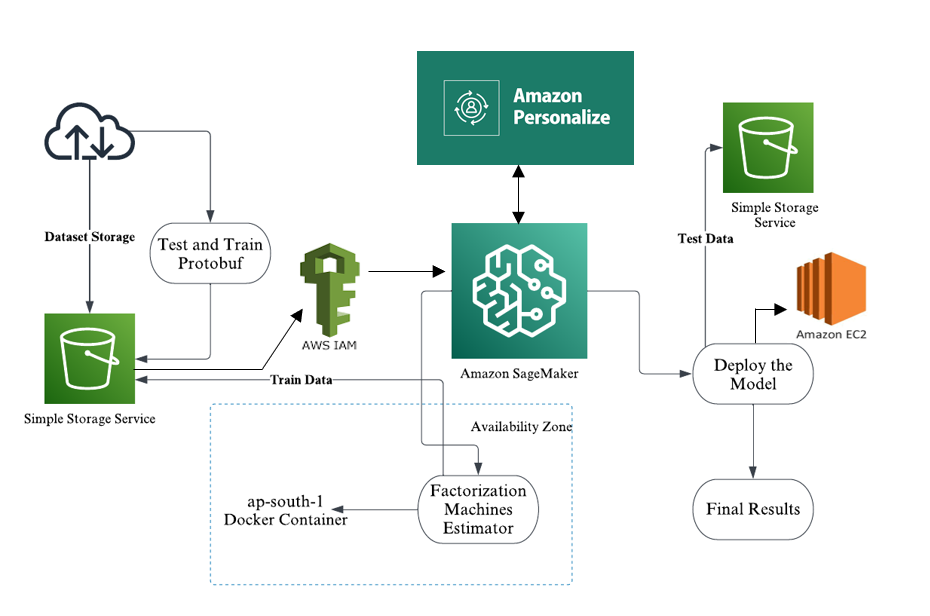 Amazon
Personalize
Simple Storage
Service
Dataset Storage
Test Data
Test and Train
Protobuf
AWS IAM
Amazon EC2
Amazon SageMaker
Deploy the
Model
Train Data
Simple Storage Service
Availability Zone
Factorization
Machines
Estimator
ap-south-1
Docker Container
Final Results